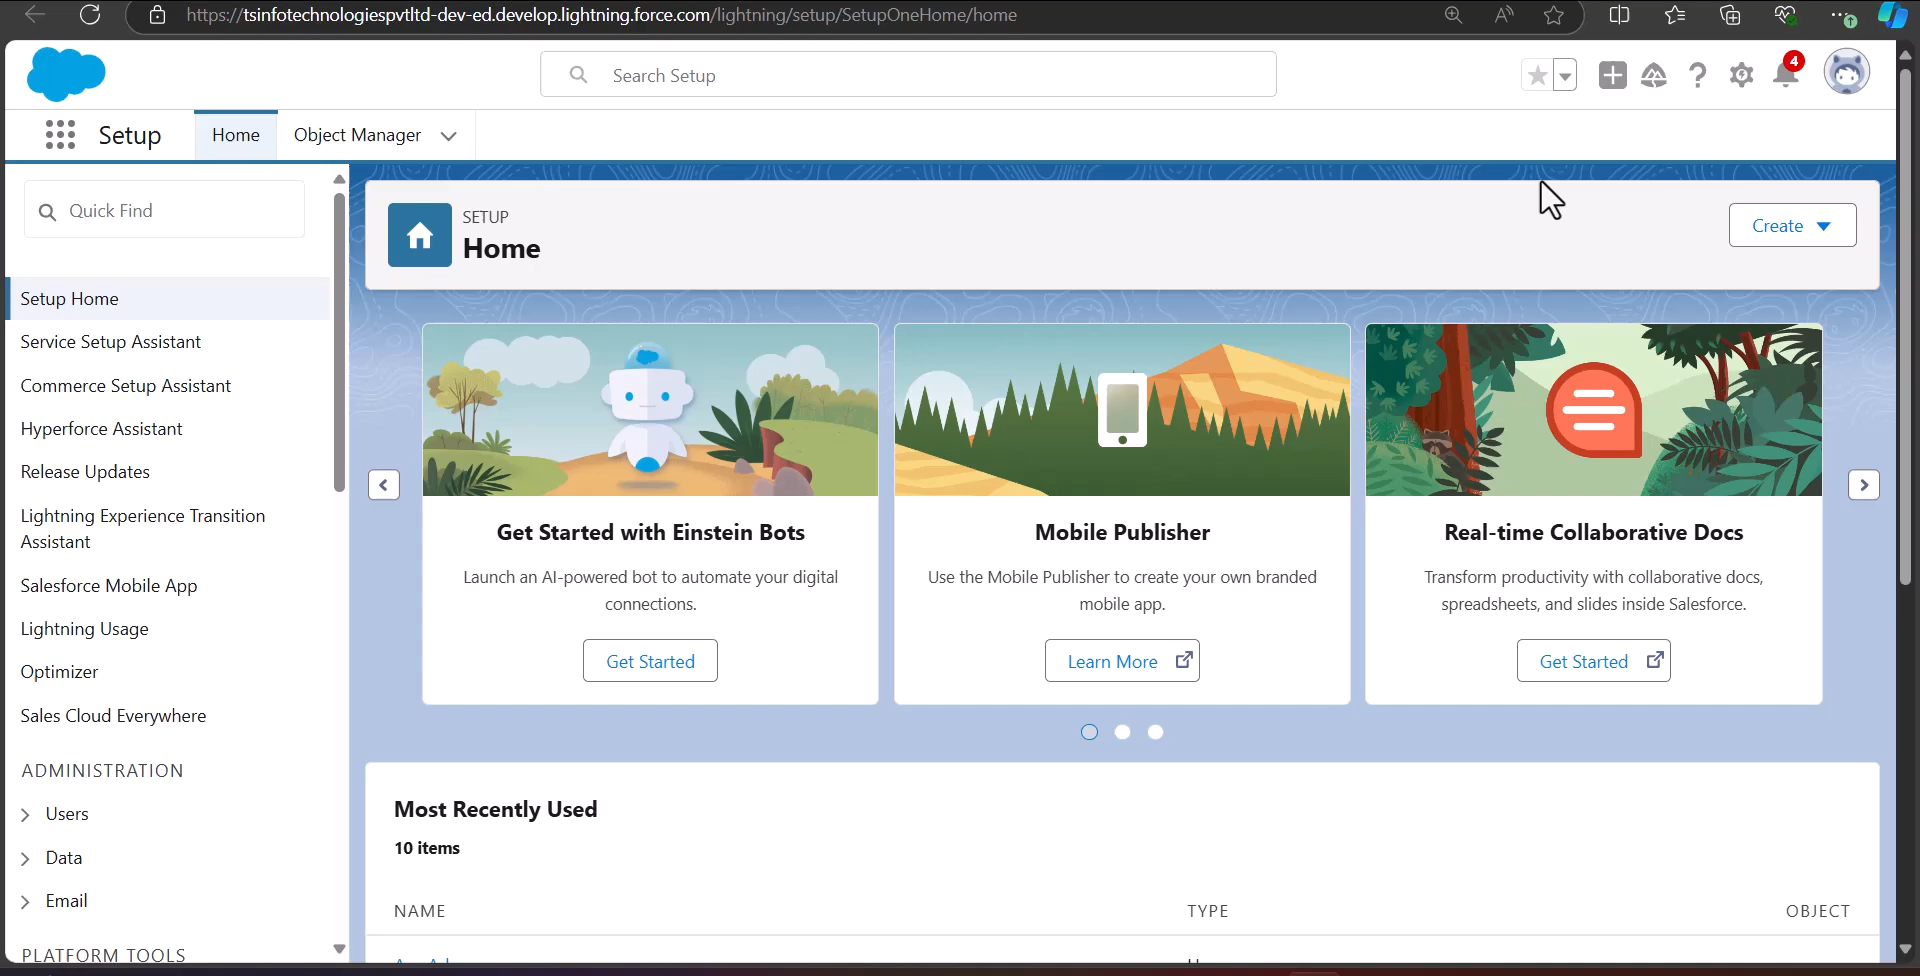 https://tsinfotechnologiespvtltd-dev-ed.develop.lightning.force.com/lightning/setup/SetupOneHome/home
Search Setup
4
Setup
Home
Object Manager
Quick Find
Setup Home
Service Setup Assistant
Commerce Setup Assistant
Hyperforce Assistant
Release Updates
Lightning Experience Transition
Assistant
Salesforce Mobile App
Lightning Usage
Optimizer
Sales Cloud Everywhere
ADMINISTRATION
Users
Data
Email
PLATFORM TOOLS
SETUP
Home
Create
Get Started with Einstein Bots
Launch an AI-powered bot to automate your digital
connections.
Get Started
Mobile Publisher
Use the Mobile Publisher to create your own branded
mobile app.
Learn More
Real-time Collaborative Docs
Transform productivity with collaborative docs,
spreadsheets, and slides inside Salesforce.
Get Started
Most Recently Used
10 items
NAME
TYPE
OBJECT